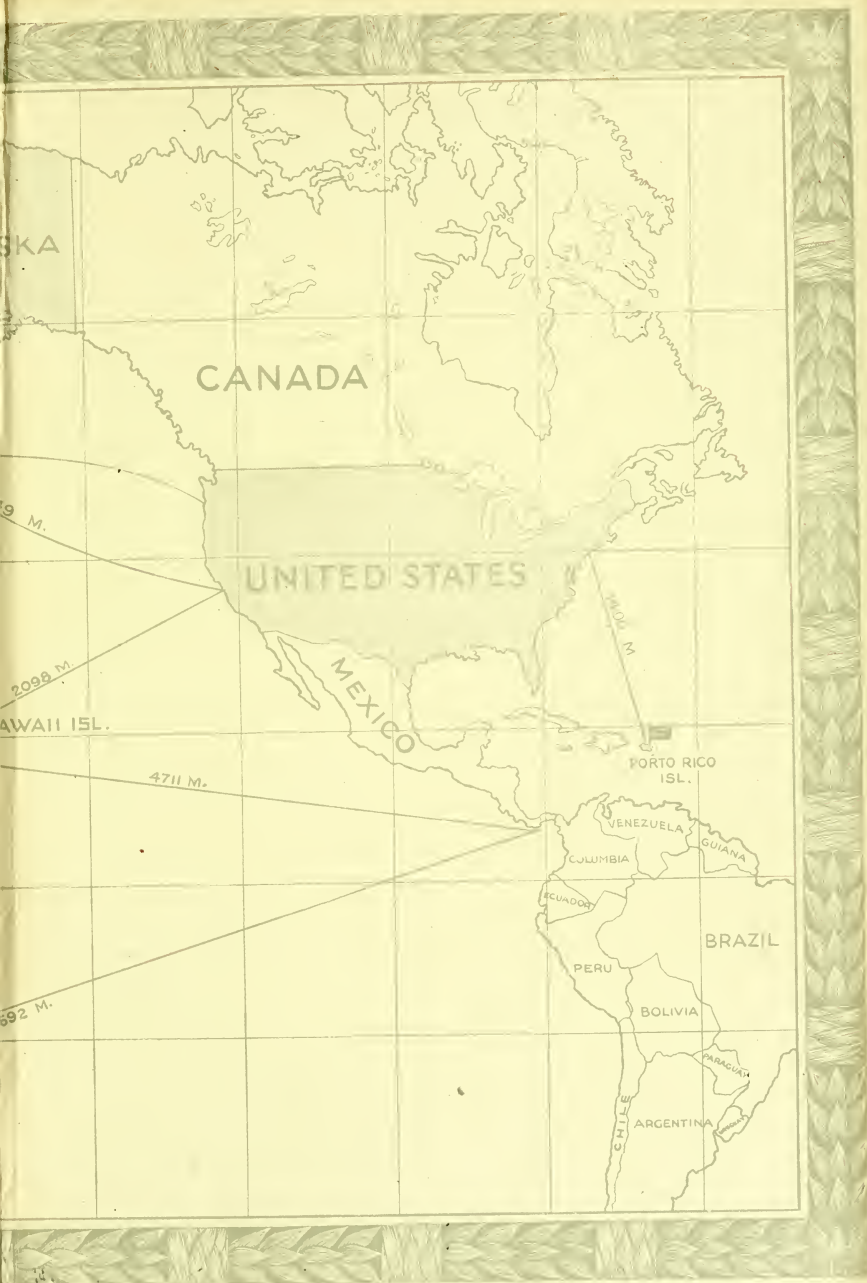 SKA
CANADA
9 M.
UNITED STATES
1400 M
2098 M.
MEXICO
AWAII ISL.
PORTO RICO
ISL.
4711 M.
VENEZUELA
GUIANA
COLUMBIA
ECUADOR
BRAZIL
PERU
692 M.
BOLIVIA
PARAGUAY
CHILE
ARGENTINA
URUGUAY